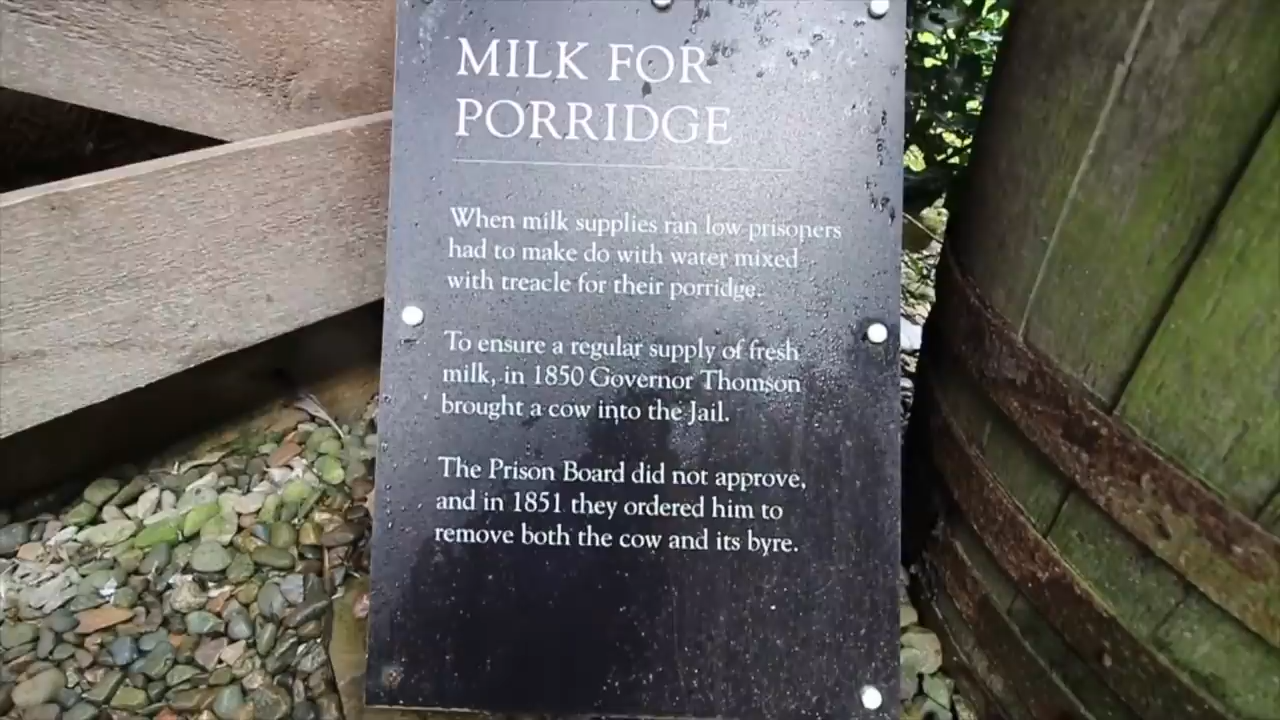 MILK FOR
PORRIDGE
When milk supplies ran low prisoners
had to make do with water mixed
with treacle for their porridge.
To ensure a regular supply of fresh
milk, in 1850 Governor Thomson
brought a cow into the Jail.
The Prison Board did not approve,
and in 1851 they ordered him to
remove both the cow and its byre.